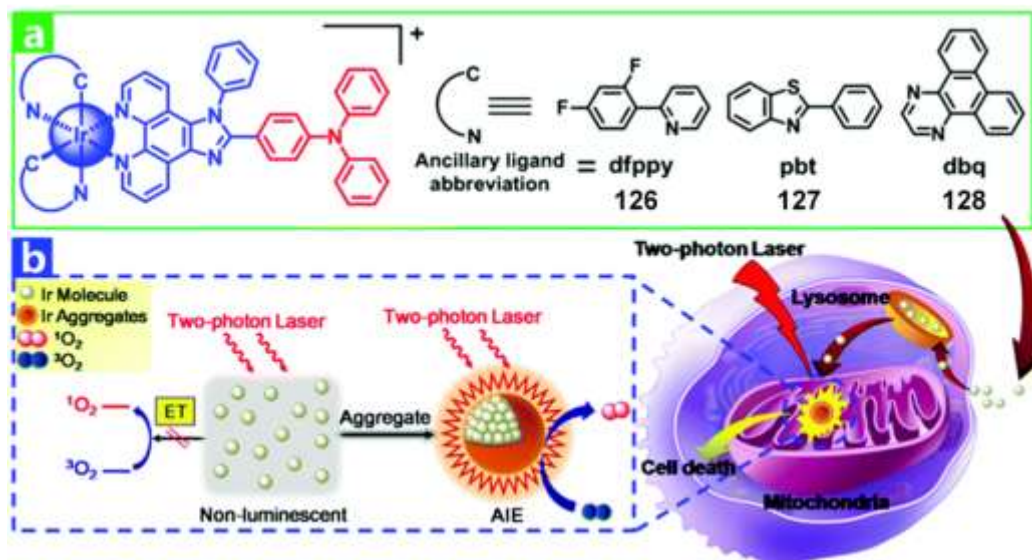 a
+
C
N
Ir
N
N
C
N
N
N
N
C
N
Ancillary ligand
abbreviation
=
F
F
N
dfppy
126
S
N
pbt
127
N
N
dbq
128
b
Ir Molecule
Ir Aggregates
¹O₂
³O₂
Two-photon Laser
Two-photon Laser
¹O₂
ET
³O₂
Aggregate
Non-luminescent
AIE
Two-photon Laser
Lysosome
Cell death
Mitochondria